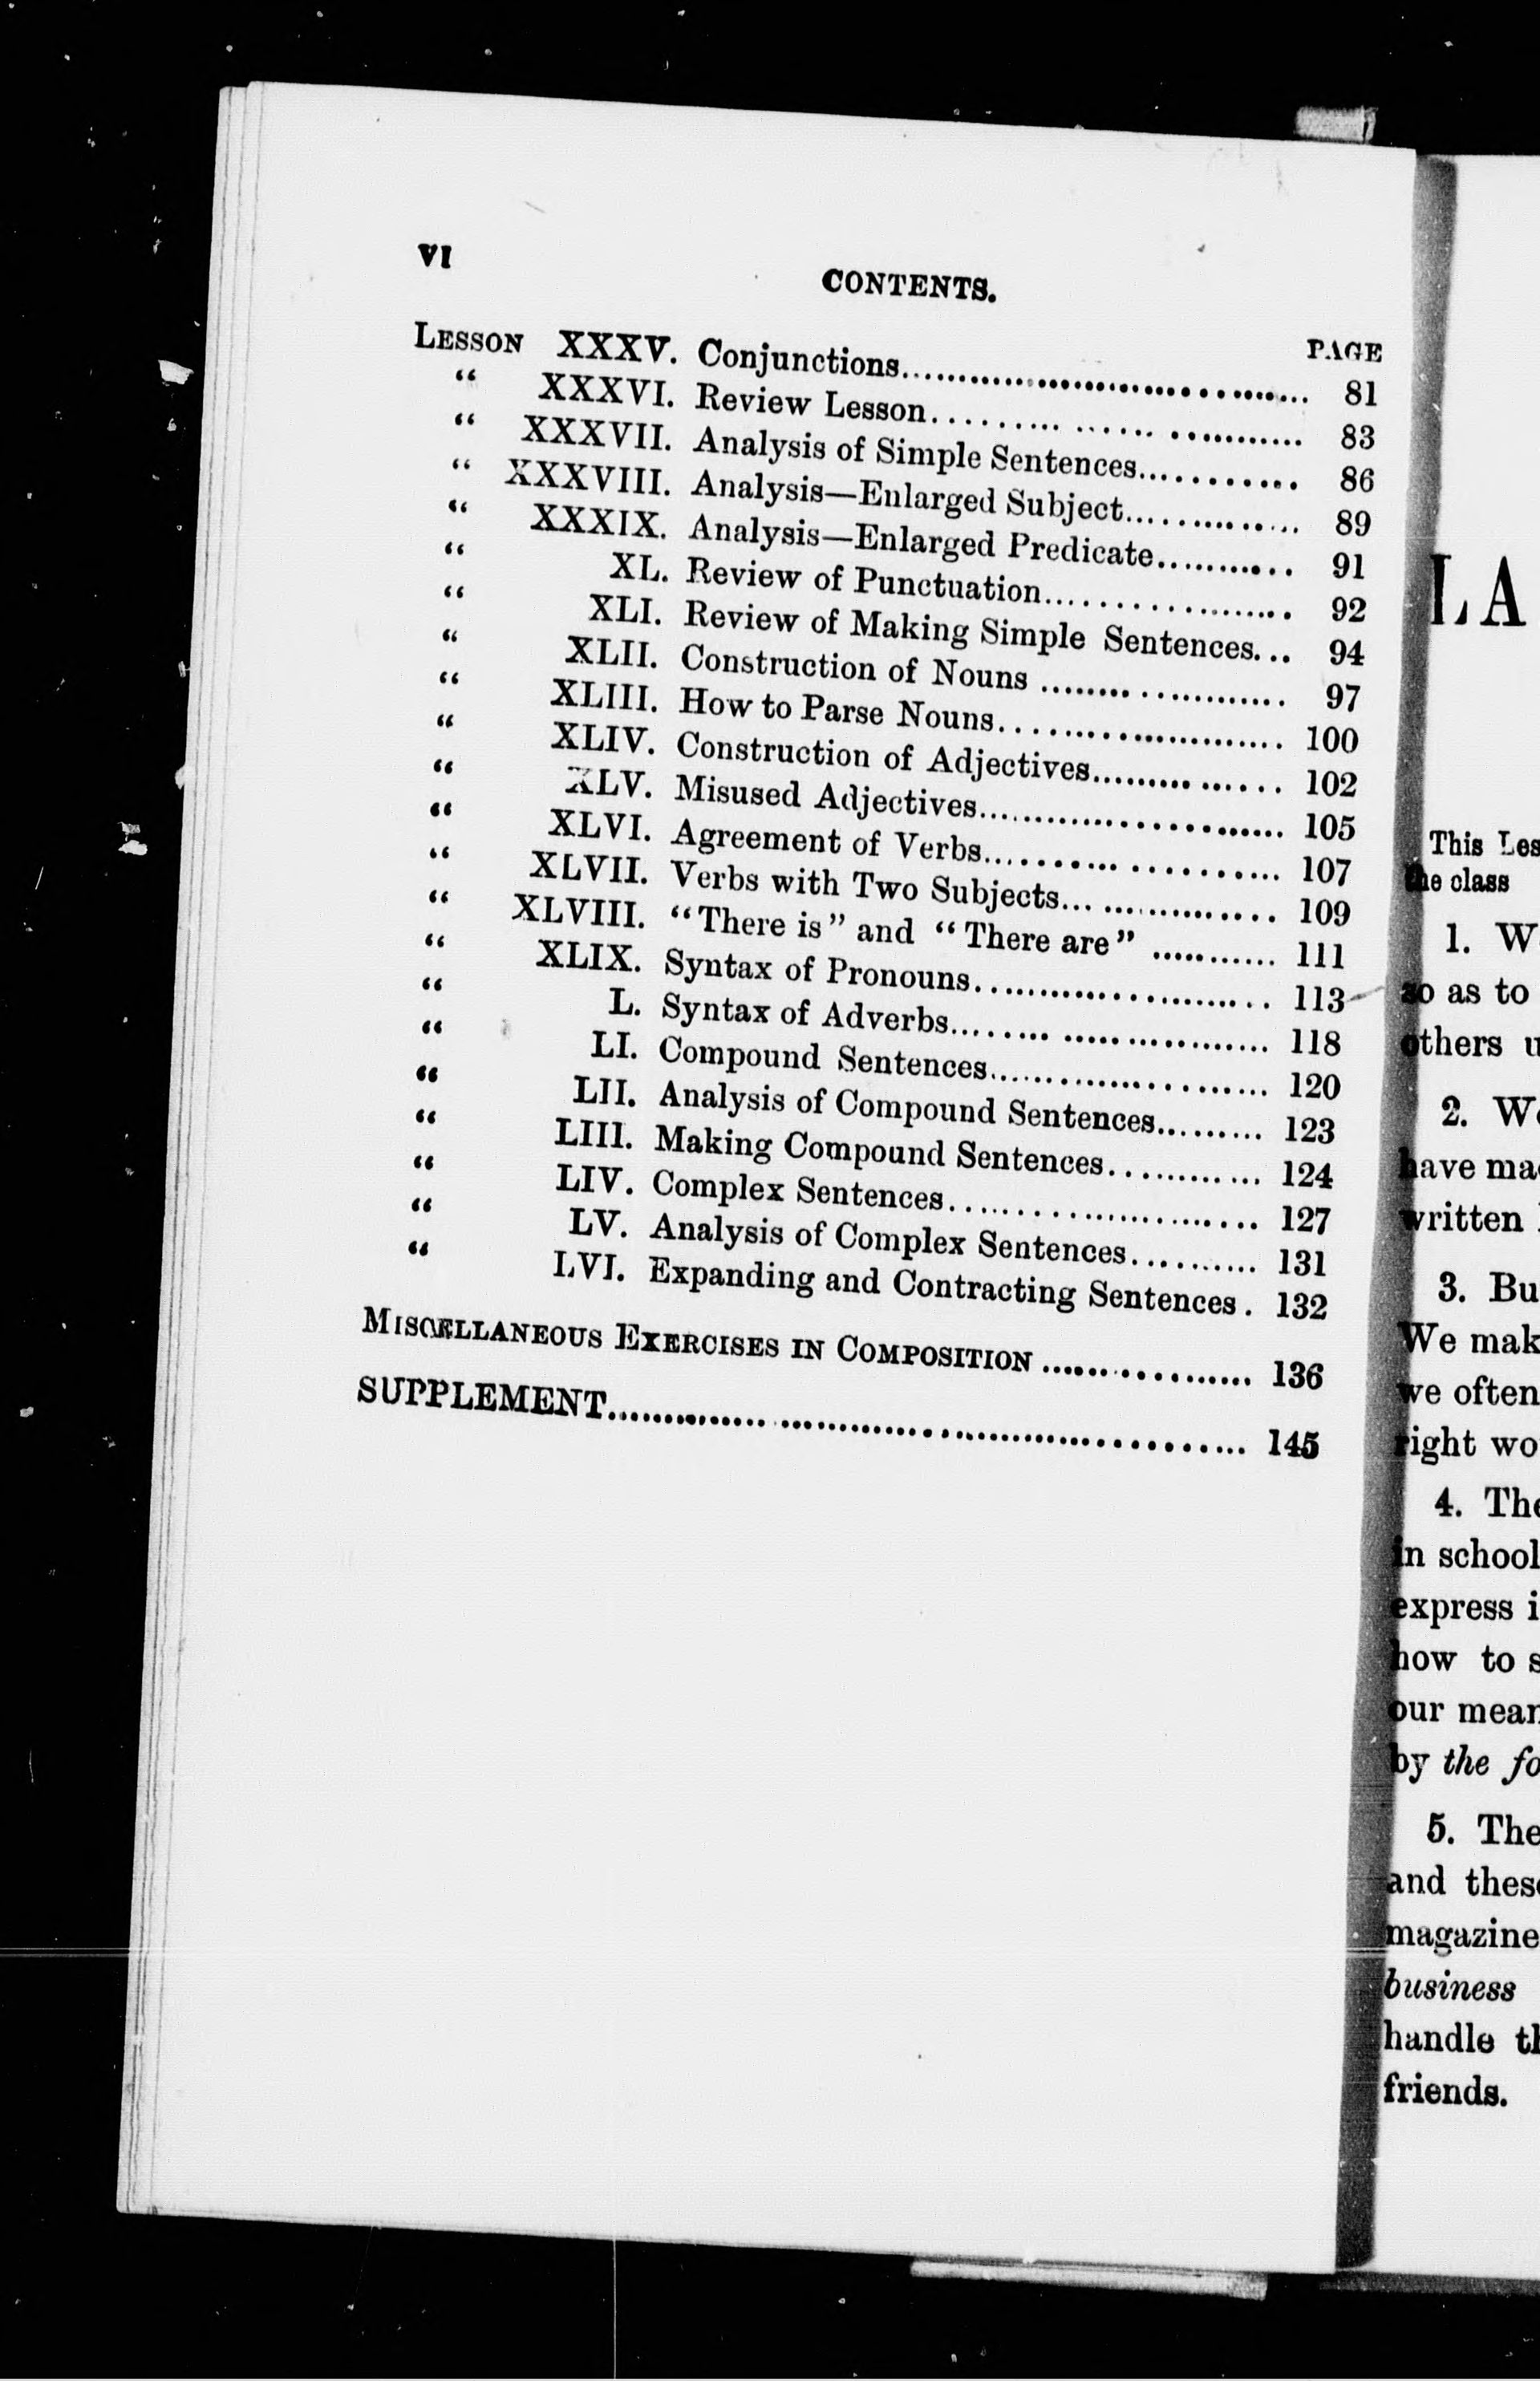 VI
CONTENTS.
PAGE
LESSON XXXV. Conjunctions........................................ 81
“ XXXVI. Review Lesson.......... ...... ............ 83
“ XXXVII. Analysis of Simple Sentences............ 86
“ XXXVIII. Analysis—Enlarged Subject.............. 89
“ XXXIX. Analysis—Enlarged Predicate........... 91
“ XL. Review of Punctuation................... 92
“ XLI. Review of Making Simple Sentences... 94
“ XLII. Construction of Nouns ..................... 97
“ XLIII. How to Parse Nouns........................ 100
“ XLIV. Construction of Adjectives......... ...... 102
“ XLV. Misused Adjectives.......................... 105
“ XLVI. Agreement of Verbs........... ........... 107
“ XLVII. Verbs with Two Subjects... .............. 109
“ XLVIII. “There is” and “There are” ........... 111
“ XLIX. Syntax of Pronouns........................ 113
“ L. Syntax of Adverbs........ ................. 118
“ LI. Compound Sentences....................... 120
“ LII. Analysis of Compound Sentences......... 123
“ LIII. Making Compound Sentences............ 124
“ LIV. Complex Sentences......................... 127
“ LV. Analysis of Complex Sentences.......... 131
“ LVI. Expanding and Contracting Sentences. 132
MISCELLANEOUS EXERCISES IN COMPOSITION .................. 136
SUPPLEMENT............................................................ 145
LA
This Les
the class
1. W
so as to
others u
2. We
have ma
written
3. Bu
We mak
we often
right wo
4. The
in school
express i
how to s
our mean
by the fo
5. The
and thes
magazine
business
handle th
friends.